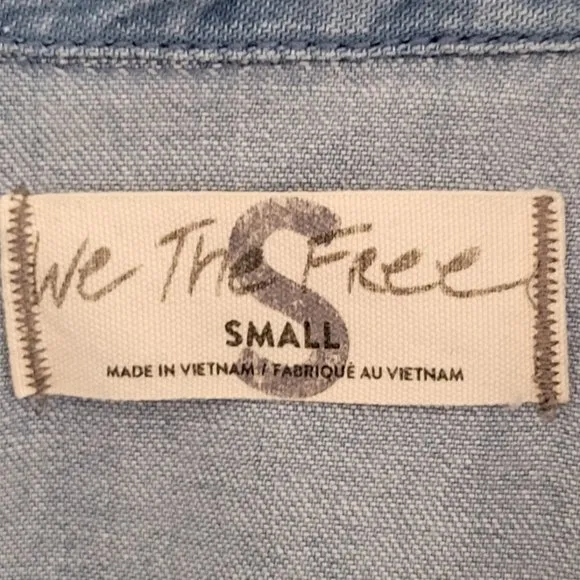 We The Free
S
SMALL
MADE IN VIETNAM / FABRIQUÉ AU VIETNAM